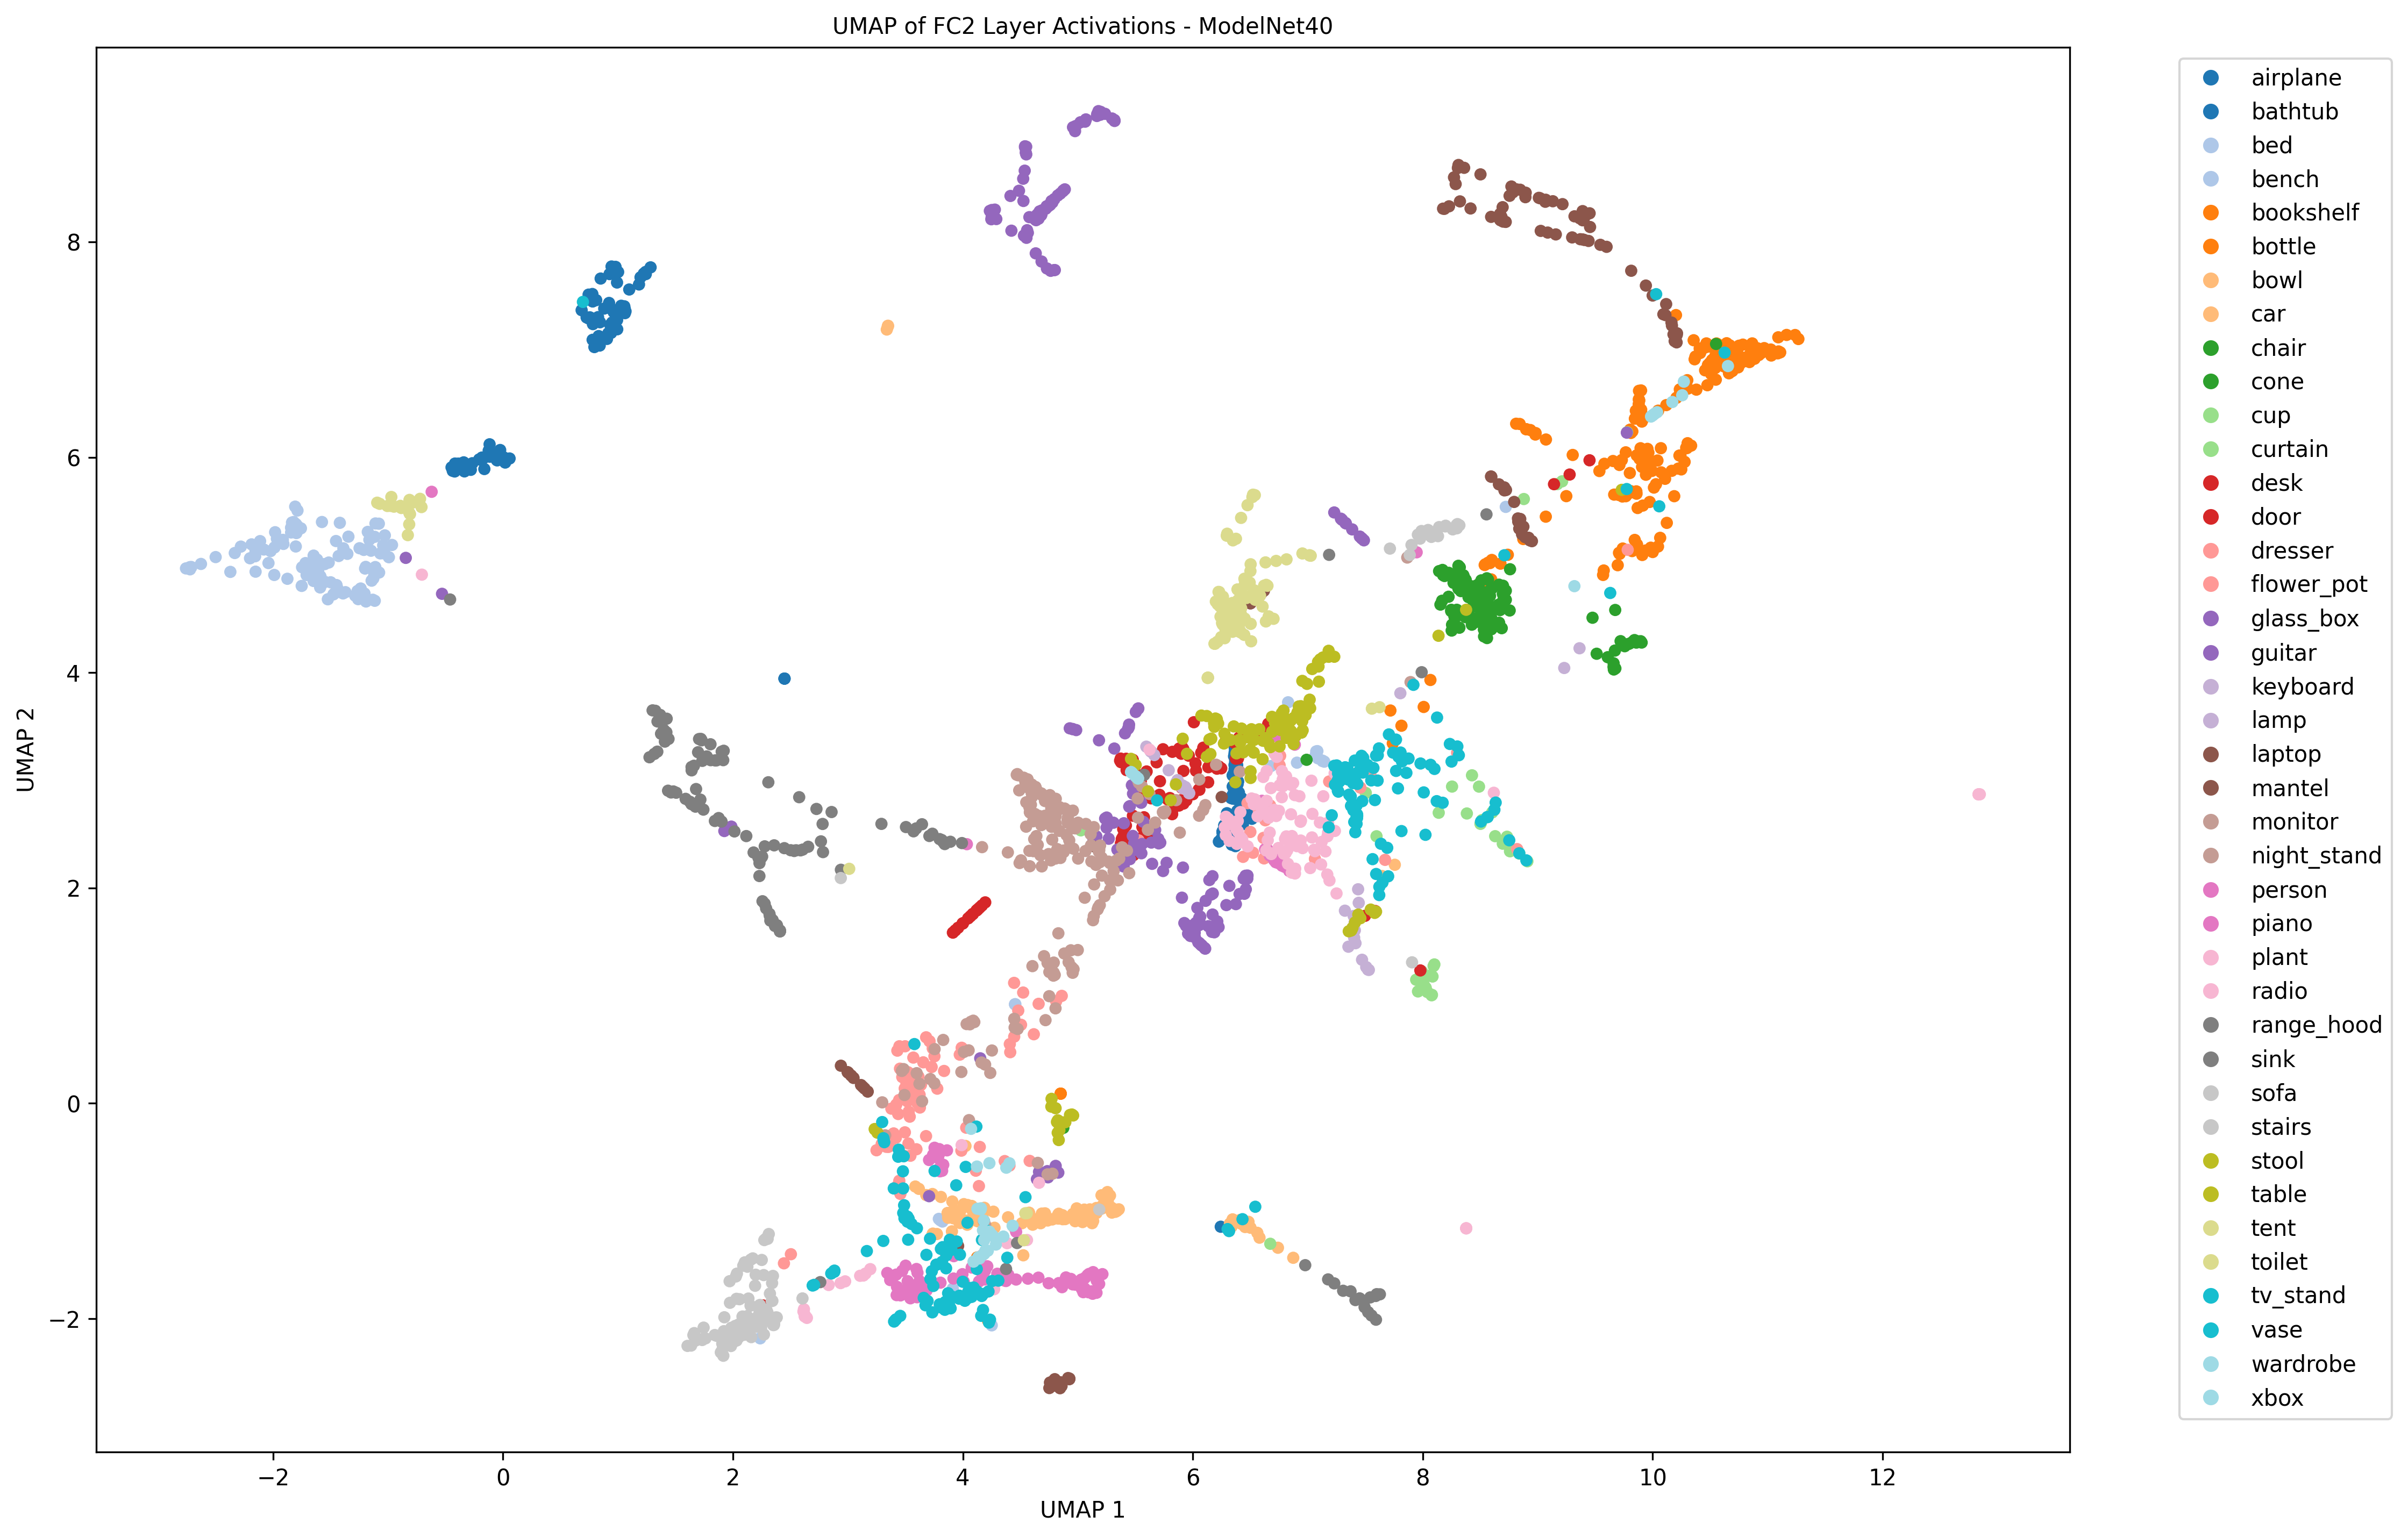 UMAP of FC2 Layer Activations - ModelNet40
8
6
4
2
0
−2
UMAP 2
−2
0
2
4
6
8
10
12
UMAP 1
airplane
bathtub
bed
bench
bookshelf
bottle
bowl
car
chair
cone
cup
curtain
desk
door
dresser
flower_pot
glass_box
guitar
keyboard
lamp
laptop
mantel
monitor
night_stand
person
piano
plant
radio
range_hood
sink
sofa
stairs
stool
table
tent
toilet
tv_stand
vase
wardrobe
xbox